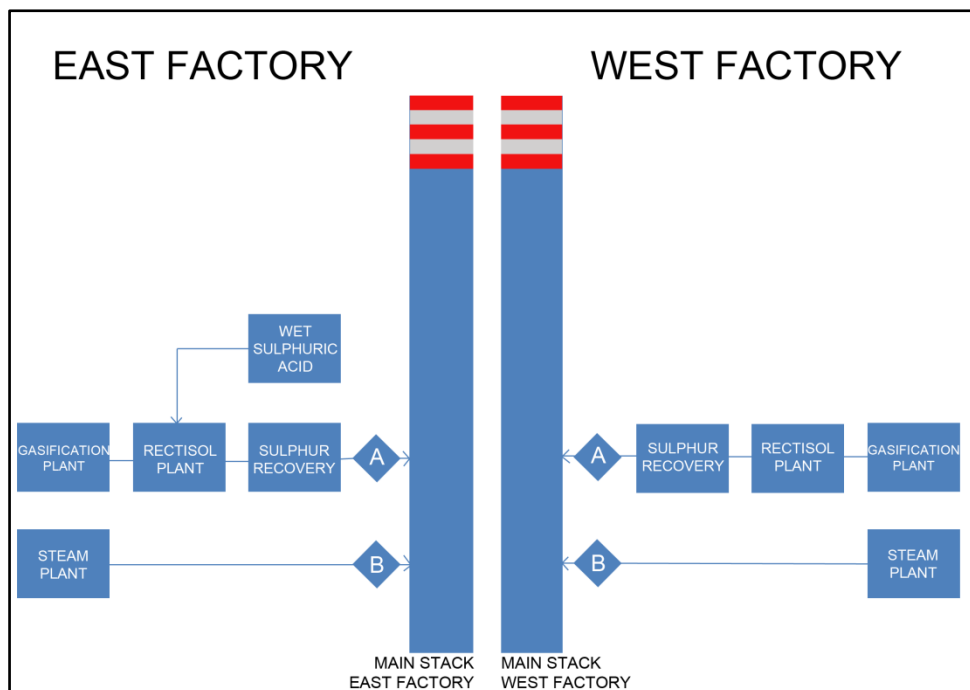 EAST FACTORY
WEST FACTORY
WET
SULPHURIC
ACID
GASIFICATION
PLANT
RECTISOL
PLANT
SULPHUR
RECOVERY
A
A
SULPHUR
RECOVERY
RECTISOL
PLANT
GASIFICATION
PLANT
STEAM
PLANT
B
B
STEAM
PLANT
MAIN STACK
EAST FACTORY
MAIN STACK
WEST FACTORY